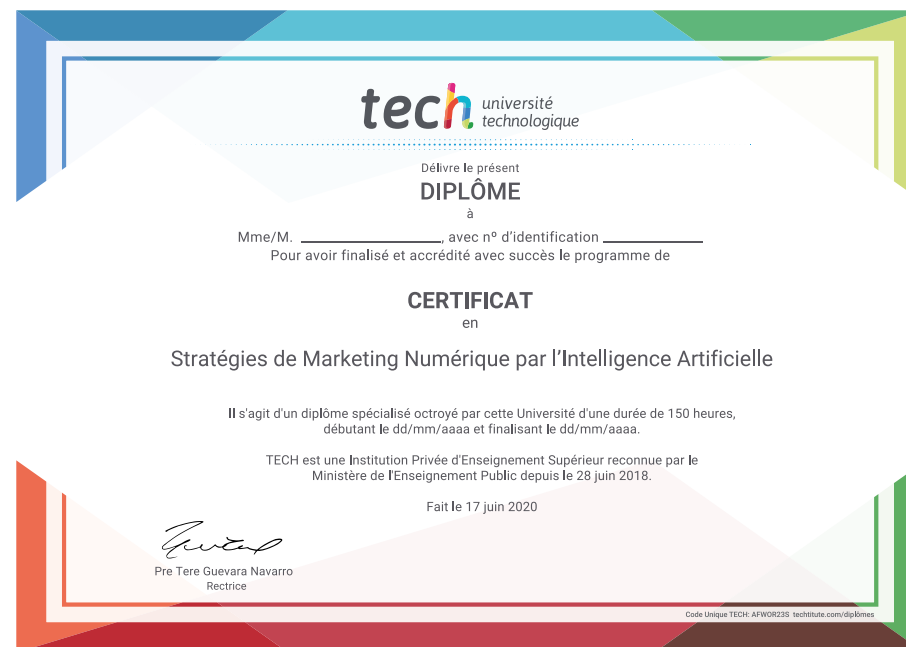 tech université
technologique
Délivre le présent
DIPLÔME
à
Mme/M. ____________________, avec nº d'identification ______________
Pour avoir finalisé et accrédité avec succès le programme de
CERTIFICAT
en
Stratégies de Marketing Numérique par l'Intelligence Artificielle
Il s'agit d'un diplôme spécialisé octroyé par cette Université d'une durée de 150 heures,
débutant le dd/mm/aaaa et finalisant le dd/mm/aaaa.
TECH est une Institution Privée d'Enseignement Supérieur reconnue par le
Ministère de l'Enseignement Public depuis le 28 juin 2018.
Fait le 17 juin 2020
Pre Tere Guevara Navarro
Rectrice
Code Unique TECH: AFWOR23S techtitute.com/diplômes